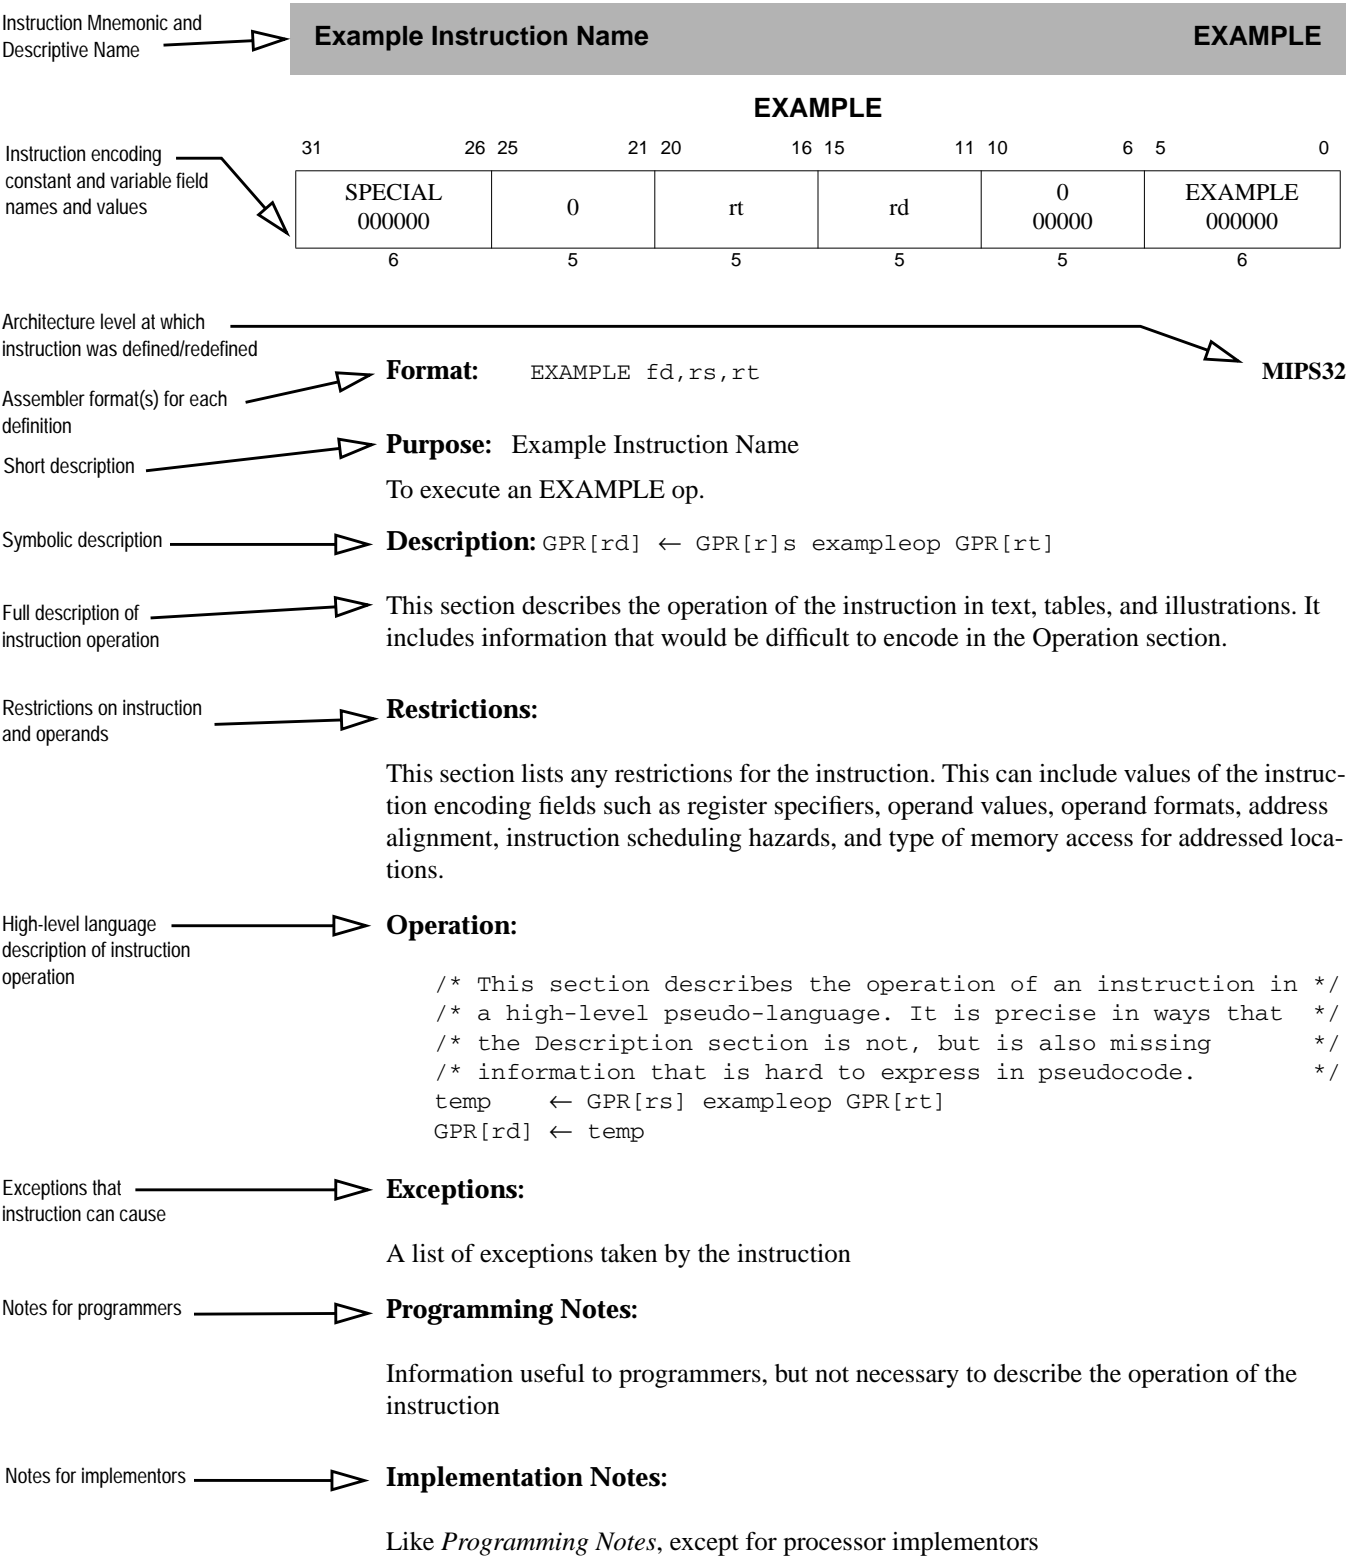 Instruction Mnemonic and
Descriptive Name
Example Instruction Name EXAMPLE
EXAMPLE
31 26 25 21 20 16 15 11 10 6 5 0
Instruction encoding
constant and variable field
names and values
SPECIAL
000000
0
rt
rd
0
00000
EXAMPLE
000000
6 5 5 5 5 6
Architecture level at which
instruction was defined/redefined
MIPS32
Format: EXAMPLE fd,rs,rt
Assembler format(s) for each
definition
Purpose: Example Instruction Name
Short description
To execute an EXAMPLE op.
Symbolic description
Description: GPR[rd] ← GPR[r]s exampleop GPR[rt]
Full description of
instruction operation
This section describes the operation of the instruction in text, tables, and illustrations. It
includes information that would be difficult to encode in the Operation section.
Restrictions on instruction
and operands
Restrictions:
This section lists any restrictions for the instruction. This can include values of the instruc-
tion encoding fields such as register specifiers, operand values, operand formats, address
alignment, instruction scheduling hazards, and type of memory access for addressed loca-
tions.
High-level language
description of instruction
operation
Operation:
/* This section describes the operation of an instruction in */
/* a high-level pseudo-language. It is precise in ways that */
/* the Description section is not, but is also missing */
/* information that is hard to express in pseudocode. */
temp ← GPR[rs] exampleop GPR[rt]
GPR[rd] ← temp
Exceptions that
instruction can cause
Exceptions:
A list of exceptions taken by the instruction
Notes for programmers
Programming Notes:
Information useful to programmers, but not necessary to describe the operation of the
instruction
Notes for implementors
Implementation Notes:
Like Programming Notes, except for processor implementors